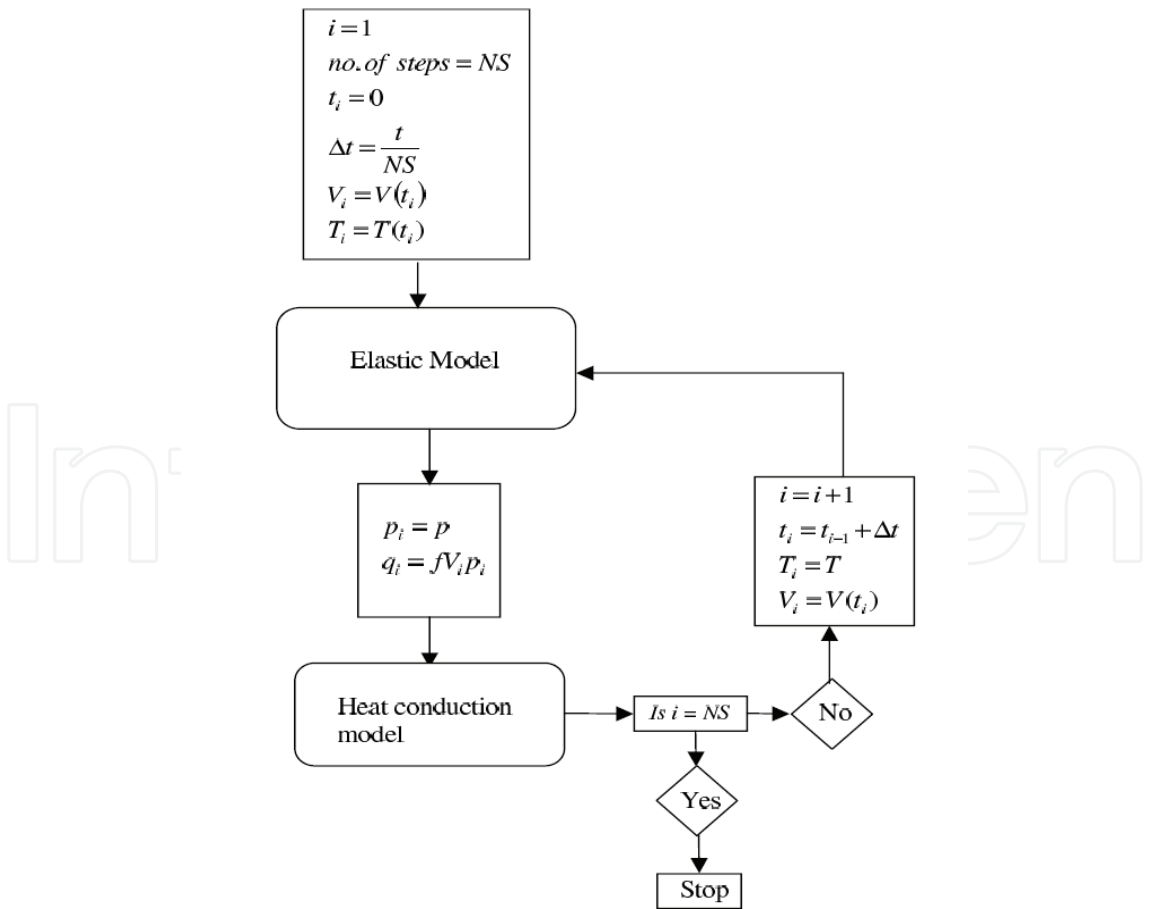 i = 1
no. of steps = NS
t_i = 0
Δt = t/NS
V_i = V(t_i)
T_i = T(t_i)
Elastic Model
p_i = p
q_i = fV_i p_i
i = i + 1
t_i = t_{i-1} + Δt
T_i = T
V_i = V(t_i)
Heat conduction
model
Is i = NS
No
Yes
Stop